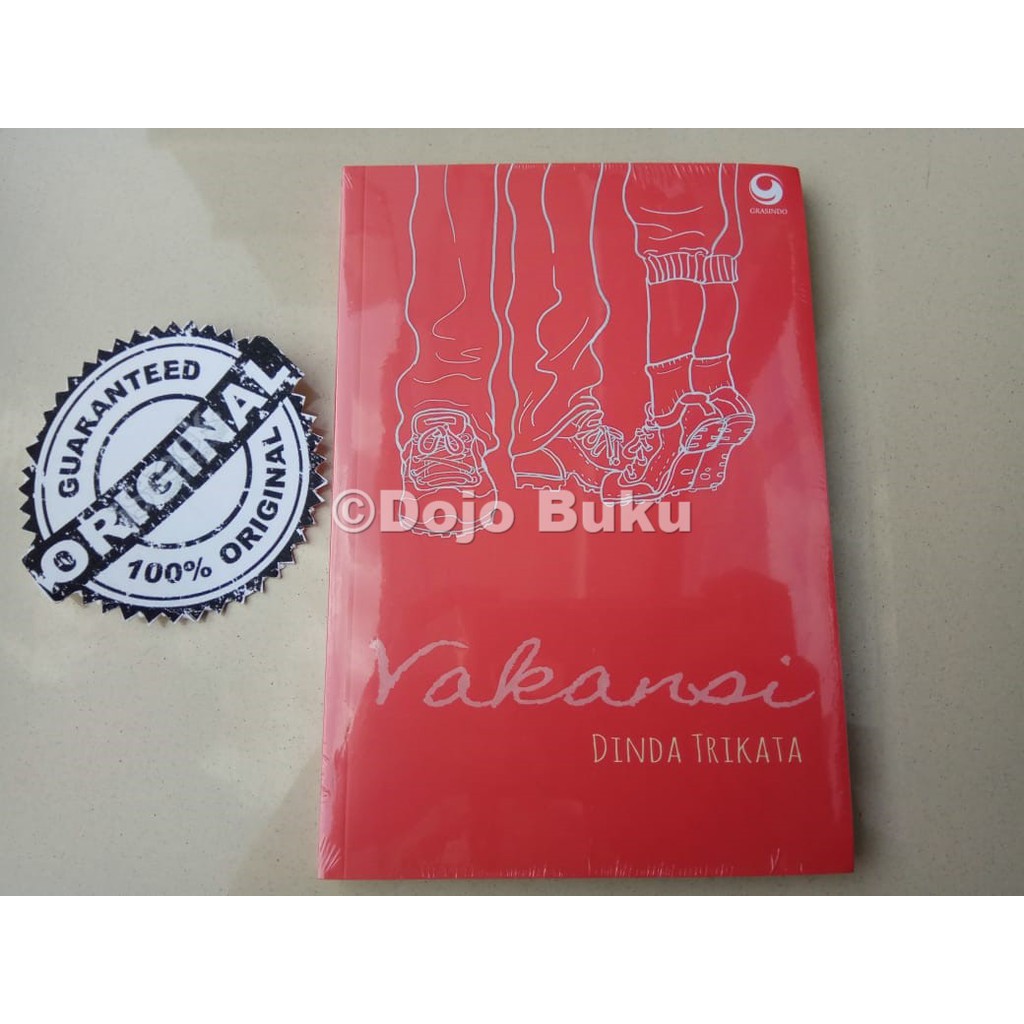 GRASINDO
GUARANTEED
ORIGINAL
100% ORIGINAL
©Dojo Buku
Vakansi
DINDA TRIKATA